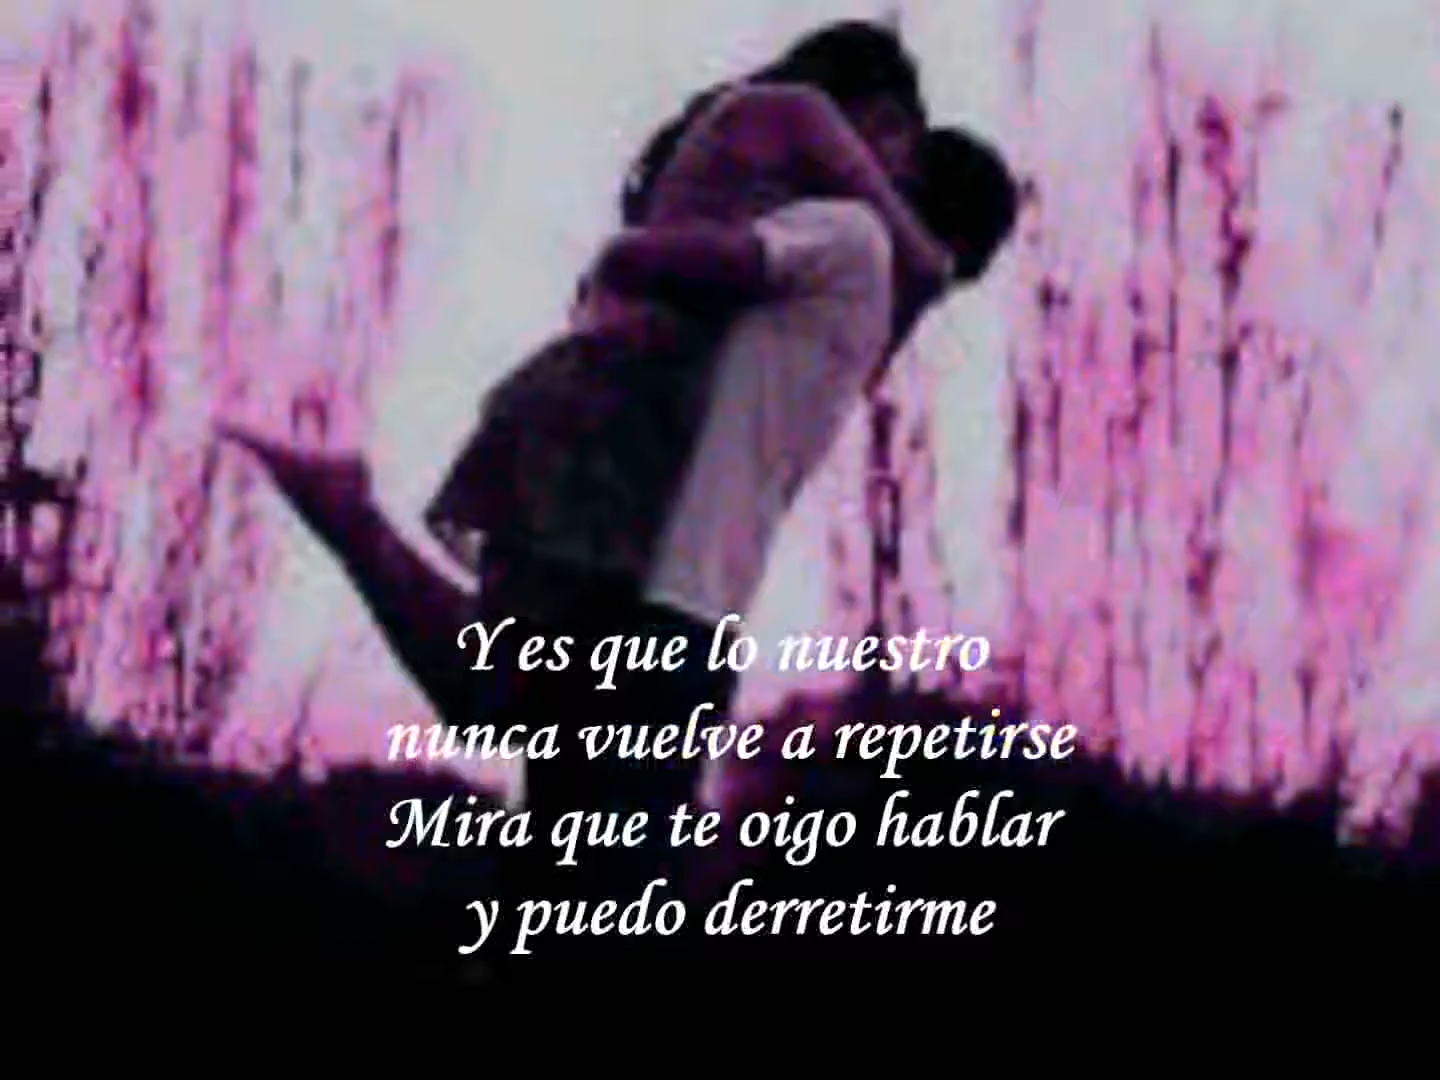 Y es que lo nuestro
nunca vuelve a repetirse
Mira que te oigo hablar
y puedo derretirme